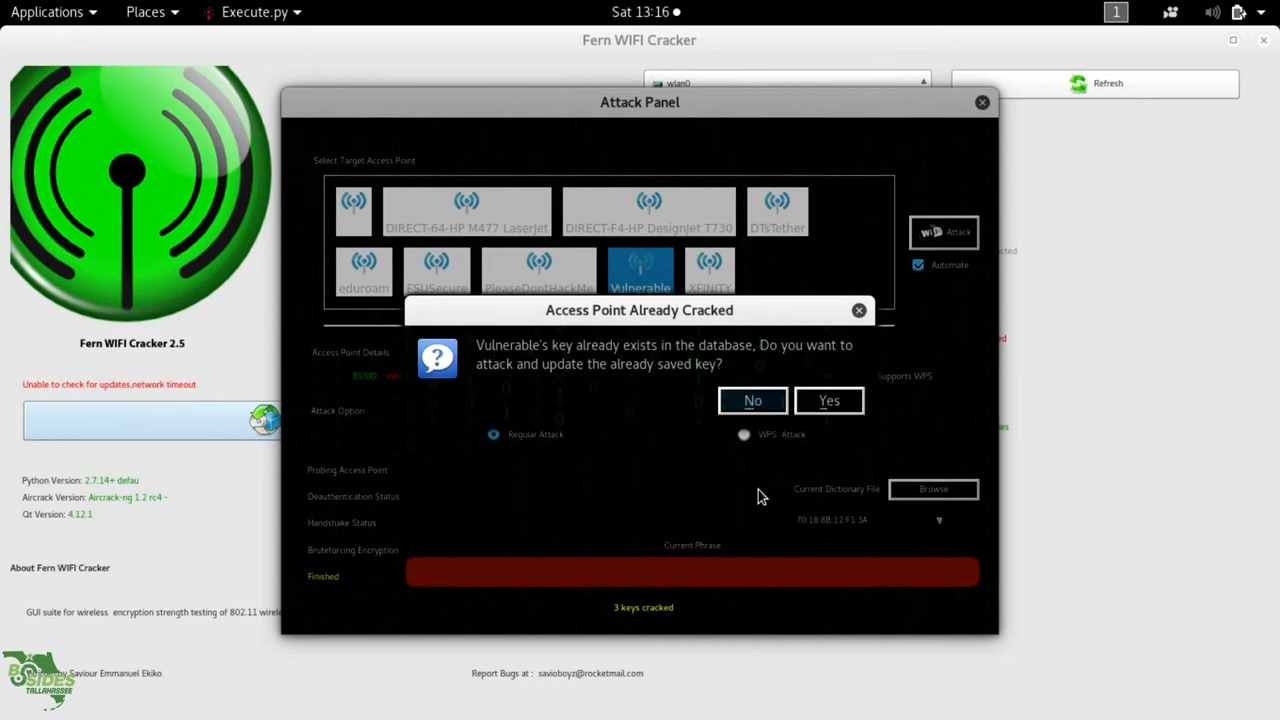 Applications Places Execute.py Sat 13:16 1
Fern WIFI Cracker
wlan0
Refresh
Attack Panel
Select Target Access Point
DIRECT-64-HP M477 LaserJet DIRECT-F4-HP DesignJet T730 DTsTether
Attack
Automate
eduroam ESUSecure PleaseDontHackMe Vulnerable XFINITY
Access Point Already Cracked
Vulnerable's key already exists in the database, Do you want to
attack and update the already saved key?
No Yes
Fern WIFI Cracker 2.5
Unable to check for updates,network timeout
Access Point Details
ESSID
Supports WPS
Attack Option
Regular Attack WPS Attack
Probing Access Point
Python Version: 2.7.14+ defau
Aircrack Version: Aircrack-ng 1.2 rc4 -
Qt Version: 4.12.1
Deauthentication Status
Current Dictionary File Browse
Handshake Status
70:18:8B:12:F1:3A
Bruteforcing Encryption
Current Phrase
Finished
About Fern WIFI Cracker
3 keys cracked
GUI suite for wireless encryption strength testing of 802.11
by Saviour Emmanuel Ekiko
Report Bugs at : savioboyz@rocketmail.com
BSIDES
TALLAHASSEE